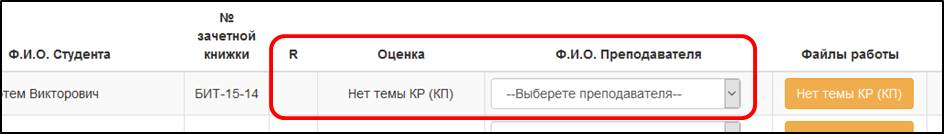 №
зачетной
книжки
Ф.И.О. Студента R Оценка Ф.И.О. Преподавателя Файлы работы
тем Викторович БИТ-15-14 Нет темы КР (КП) --Выберете преподавателя-- Нет темы КР (КП)